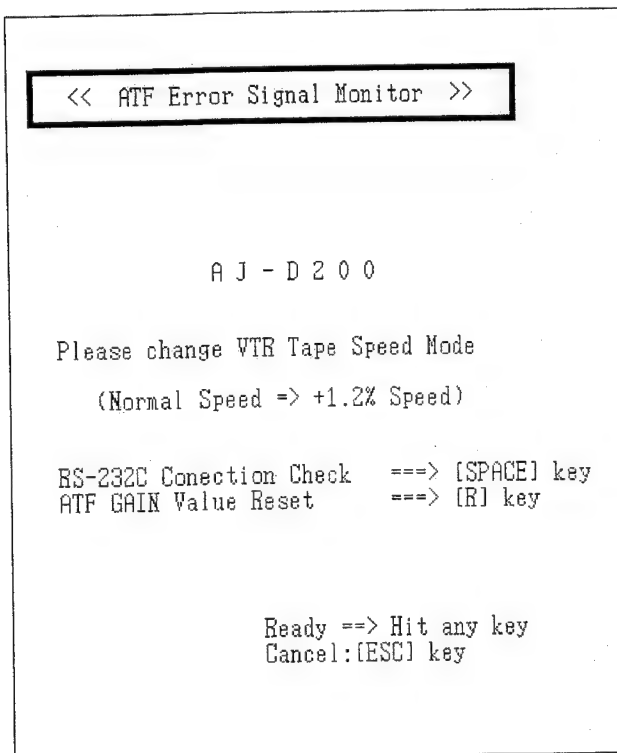 << ATF Error Signal Monitor >>
A J - D 2 0 0
Please change VTR Tape Speed Mode
(Normal Speed => +1.2% Speed)
RS-232C Conection Check ===> [SPACE] key
ATF GAIN Value Reset ===> [R] key
Ready ==> Hit any key
Cancel:[ESC] key